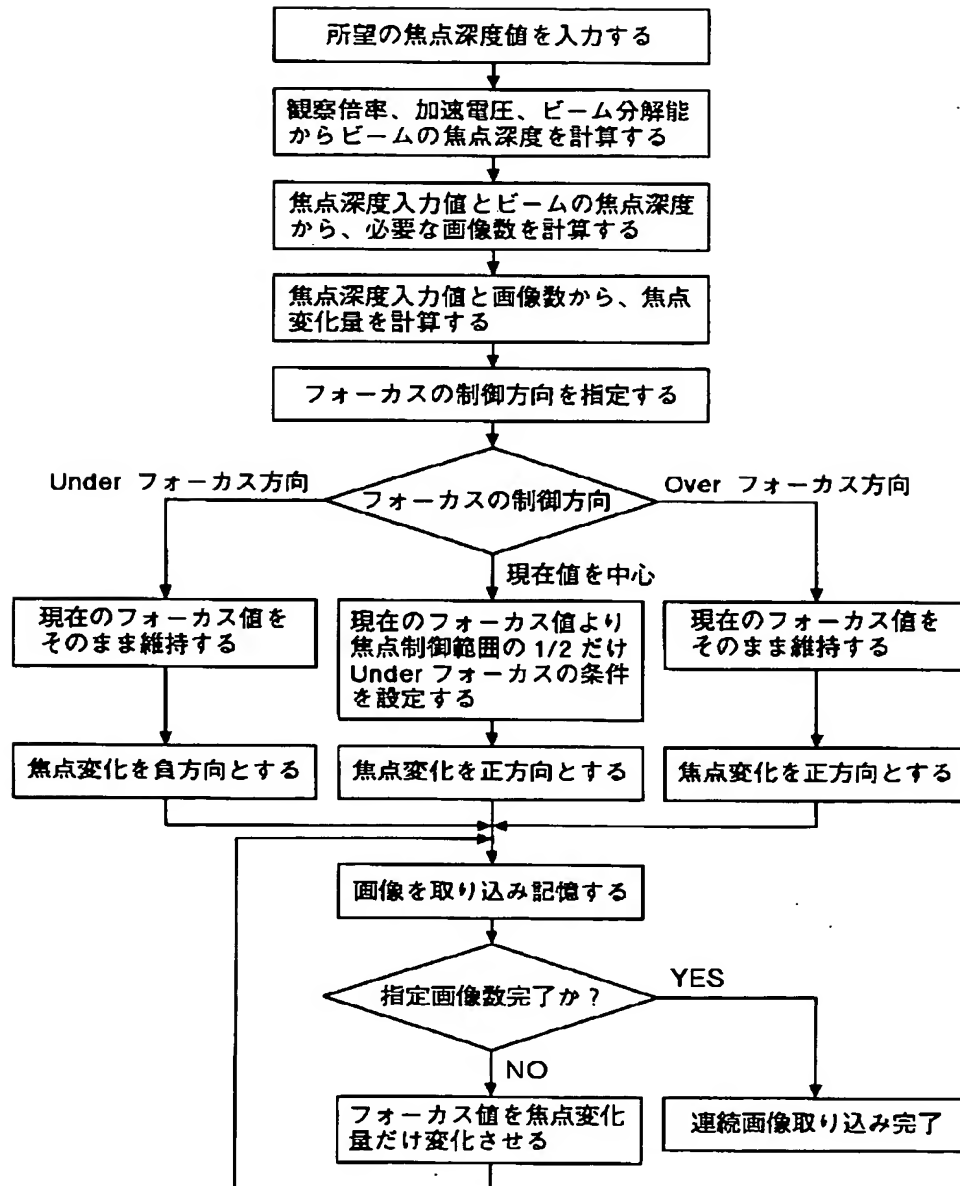 所望の焦点深度値を入力する
観察倍率、加速電圧、ビーム分解能
からビームの焦点深度を計算する
焦点深度入力値とビームの焦点深度
から、必要な画像数を計算する
焦点深度入力値と画像数から、焦点
変化量を計算する
フォーカスの制御方向を指定する
Under フォーカス方向
フォーカスの制御方向
Over フォーカス方向
現在値を中心
現在のフォーカス値を
そのまま維持する
現在のフォーカス値より
焦点制御範囲の 1/2 だけ
Under フォーカスの条件
を設定する
現在のフォーカス値を
そのまま維持する
焦点変化を負方向とする
焦点変化を正方向とする
焦点変化を正方向とする
画像を取り込み記憶する
指定画像数完了か？
YES
NO
フォーカス値を焦点変化
量だけ変化させる
連続画像取り込み完了